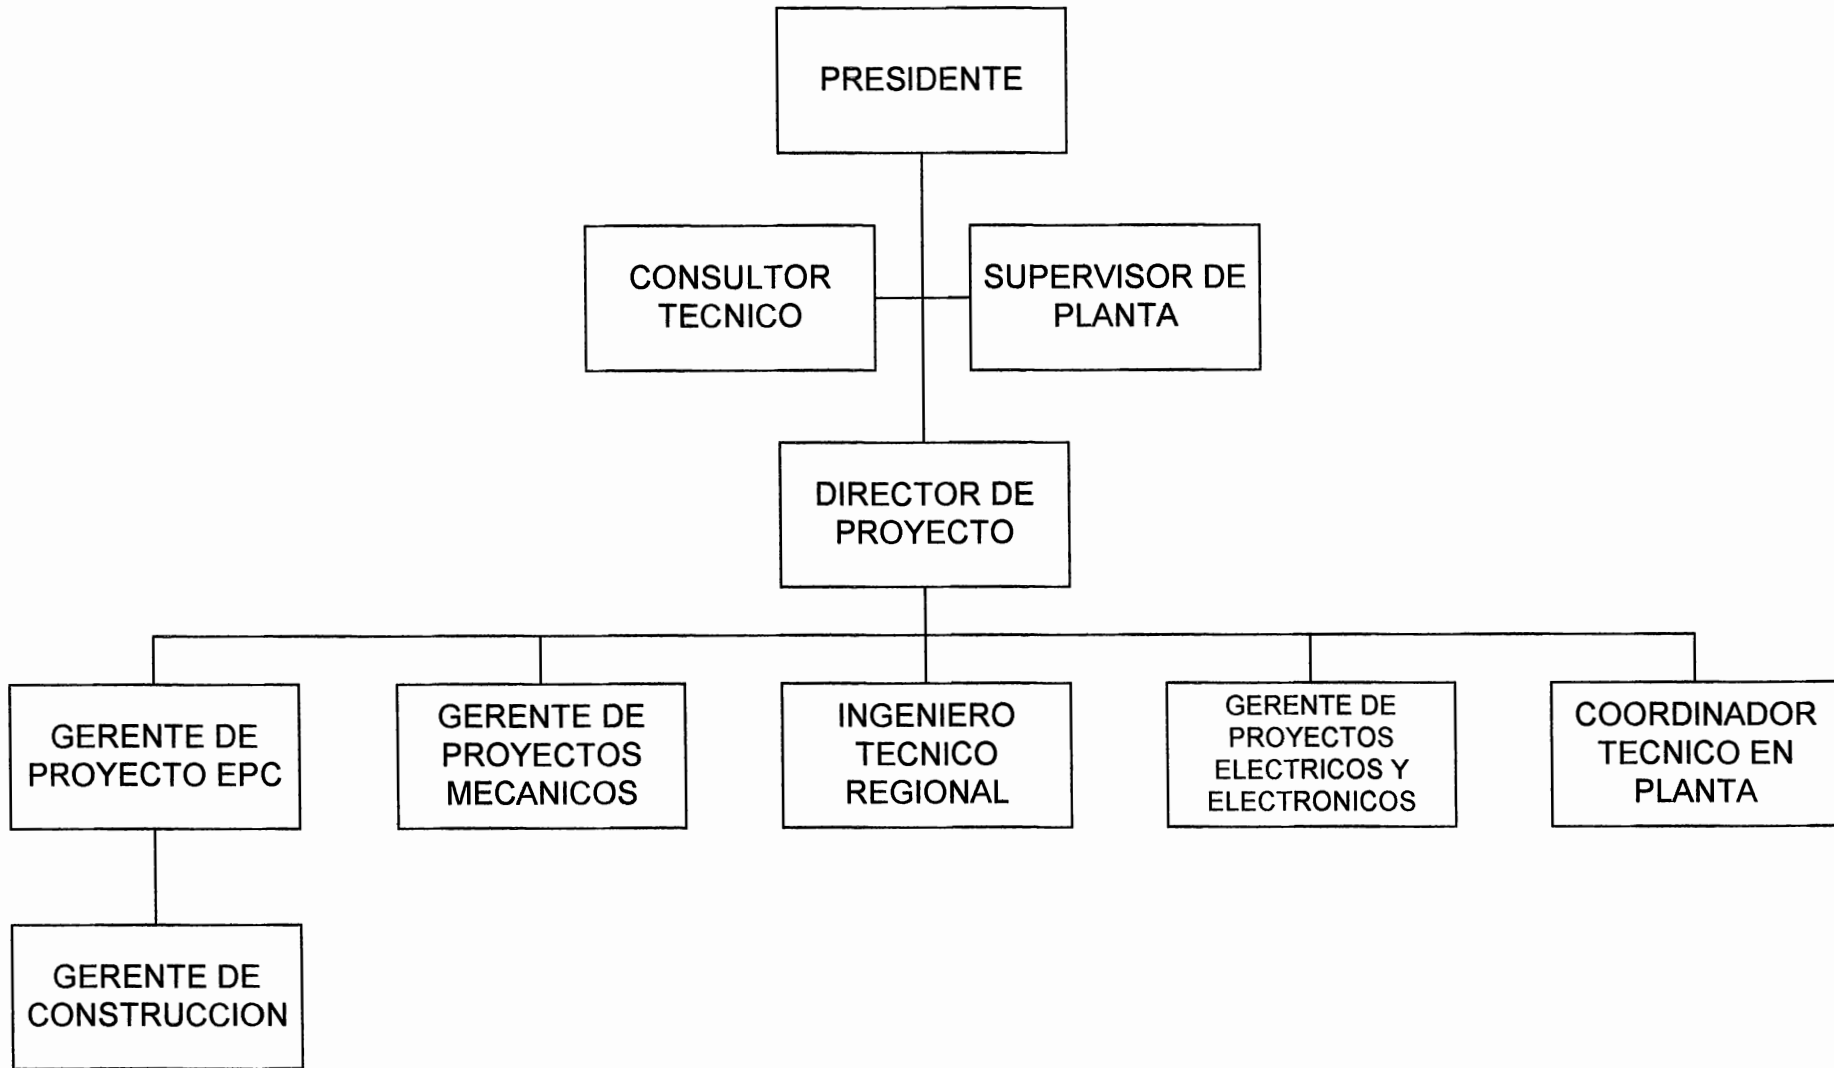 PRESIDENTE
CONSULTOR
TECNICO
SUPERVISOR DE
PLANTA
DIRECTOR DE
PROYECTO
GERENTE DE
PROYECTO EPC
GERENTE DE
PROYECTOS
MECANICOS
INGENIERO
TECNICO
REGIONAL
GERENTE DE
PROYECTOS
ELECTRICOS Y
ELECTRONICOS
COORDINADOR
TECNICO EN
PLANTA
GERENTE DE
CONSTRUCCION